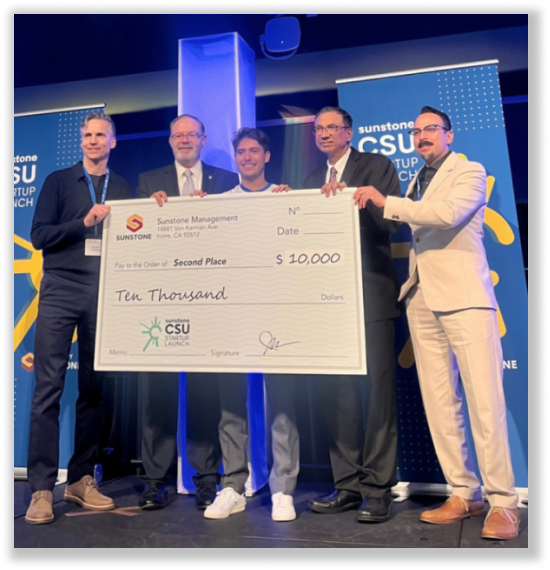 sunstone
CSU
STARTUP
LAUNCH
sunstone
CSU
STARTUP
LAUNCH
SUNSTONE
Sunstone Management
Von Karman Ave
Irvine, CA 92612
Nº
Date
Pay to the Order of Second Place $ 10,000
Ten Thousand Dollars
sunstone
CSU
STARTUP
LAUNCH
Memo Signature